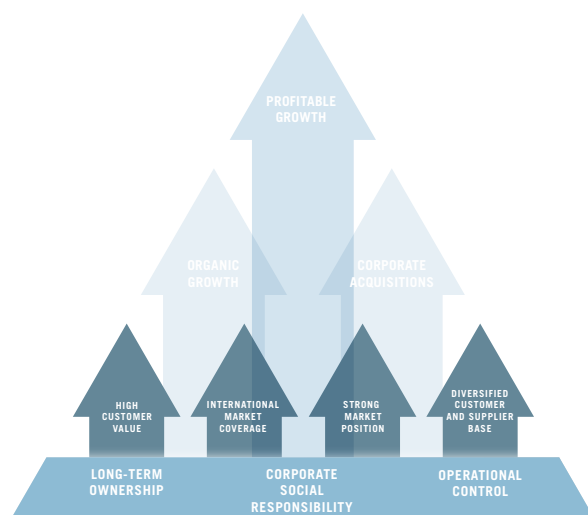 PROFITABLE
GROWTH
ORGANIC
GROWTH
CORPORATE
ACQUISITIONS
HIGH
CUSTOMER
VALUE
INTERNATIONAL
MARKET
COVERAGE
STRONG
MARKET
POSITION
DIVERSIFIED
CUSTOMER
AND SUPPLIER
BASE
LONG-TERM
OWNERSHIP
CORPORATE
SOCIAL
RESPONSIBILITY
OPERATIONAL
CONTROL